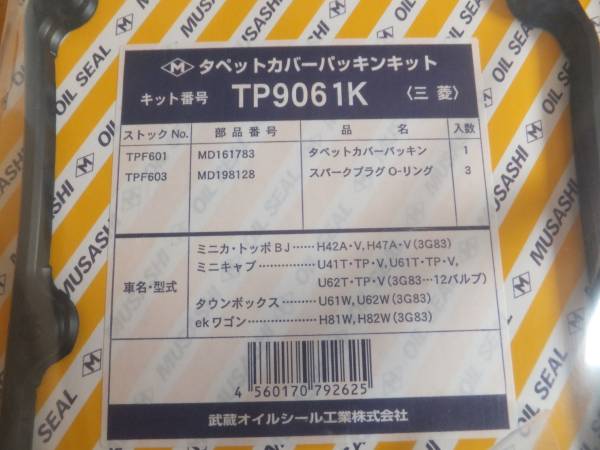 MUSASHI OIL SEAL
M タペットカバーパッキンキット
キット番号 TP9061K 〈三菱〉
ストックNo. 部品番号 品名 入数
TPF601 MD161783 タペットカバーパッキン 1
TPF603 MD198128 スパークプラグ O-リング 3
車名・型式
ミニカ・トッポBJ……H42A・V, H47A・V(3G83)
ミニキャブ……………U41T・TP・V, U61T・TP・V,
U62T・TP・V(3G83…12バルブ)
タウンボックス………U61W, U62W(3G83)
ekワゴン………………H81W, H82W(3G83)
4 560170 792625
武蔵オイルシール工業株式会社